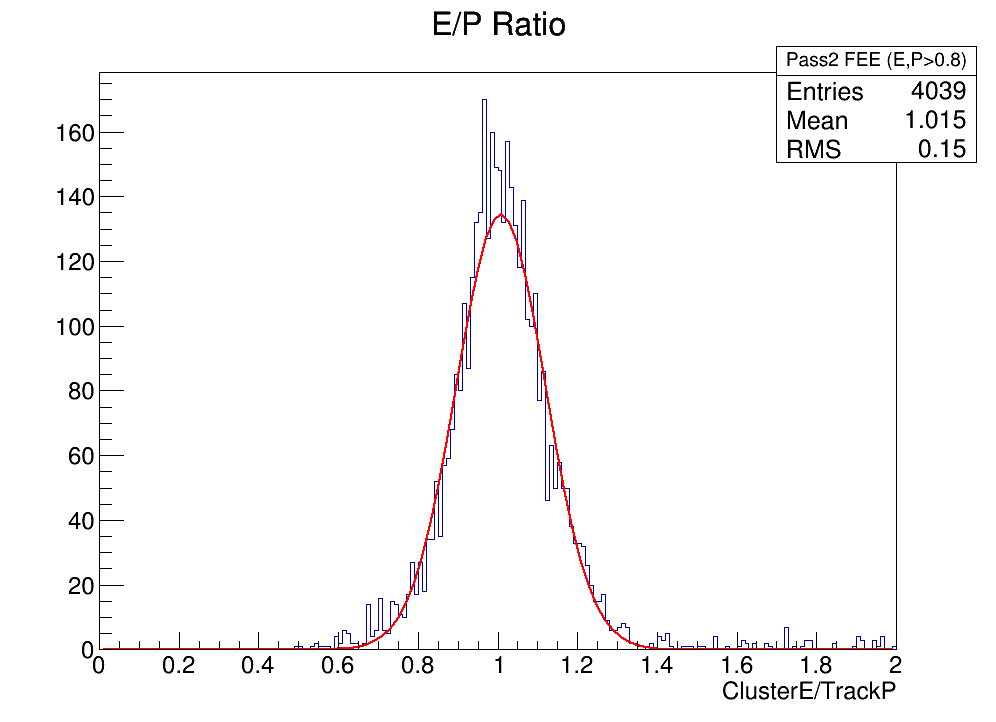 E/P Ratio
Pass2 FEE (E,P>0.8)
Entries 4039
Mean 1.015
RMS 0.15
160
140
120
100
80
60
40
20
0
0 0.2 0.4 0.6 0.8 1 1.2 1.4 1.6 1.8 2
ClusterE/TrackP